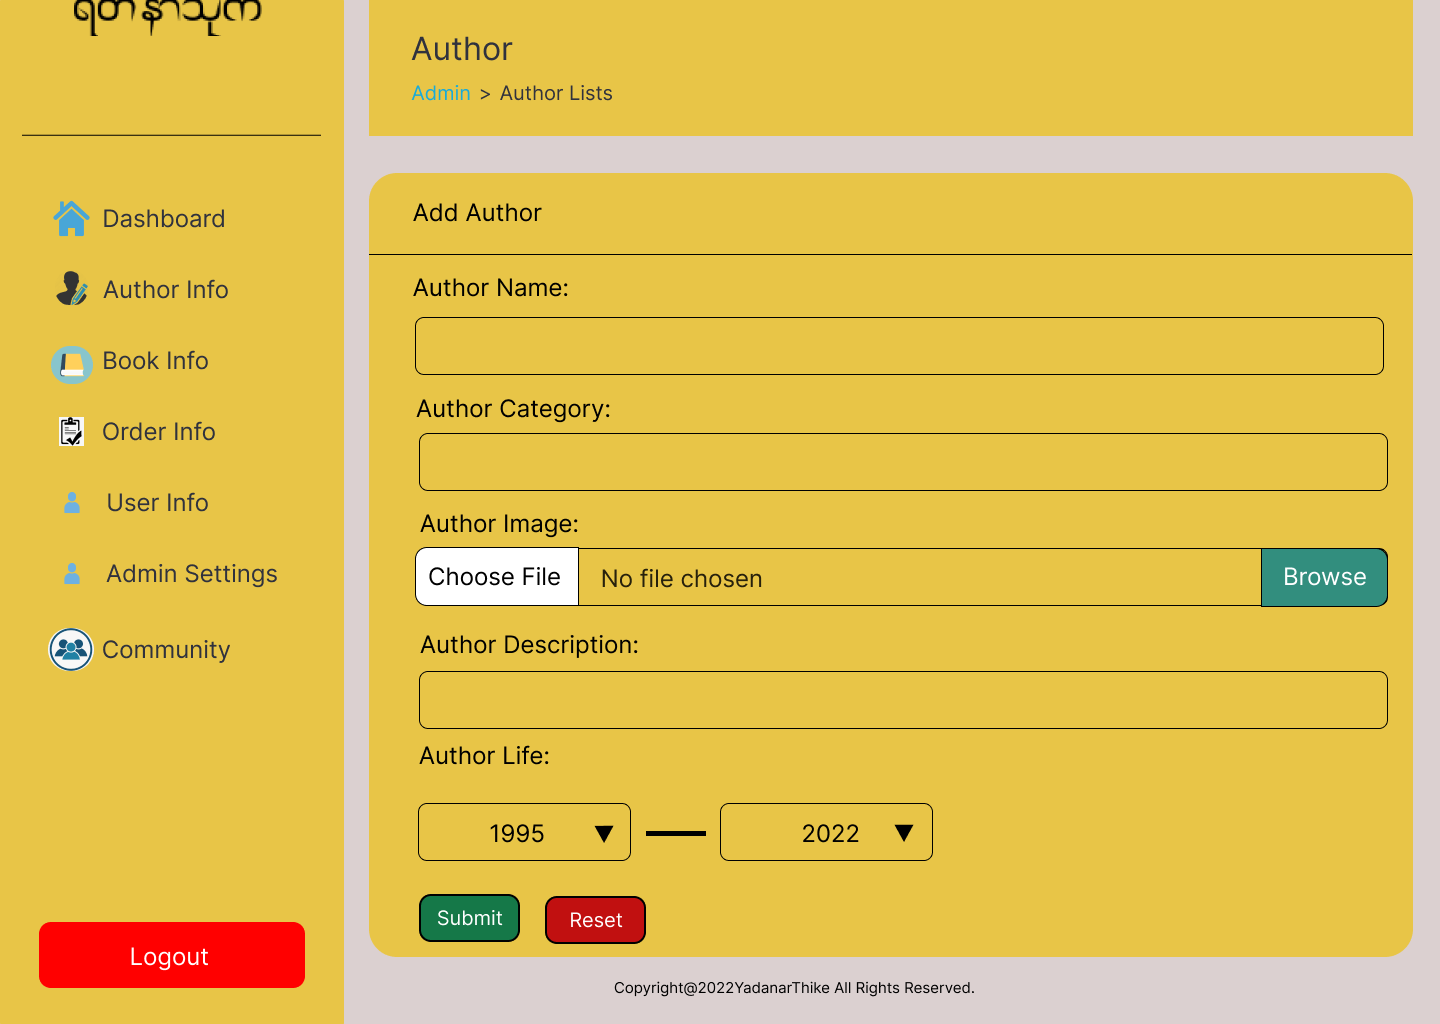 ရတနာသိုက်
Dashboard
Author Info
Book Info
Order Info
User Info
Admin Settings
Community
Logout
Author
Admin > Author Lists
Add Author
Author Name:
Author Category:
Author Image:
Choose File No file chosen Browse
Author Description:
Author Life:
1995 ▼ — 2022 ▼
Submit Reset
Copyright@2022YadanarThike All Rights Reserved.